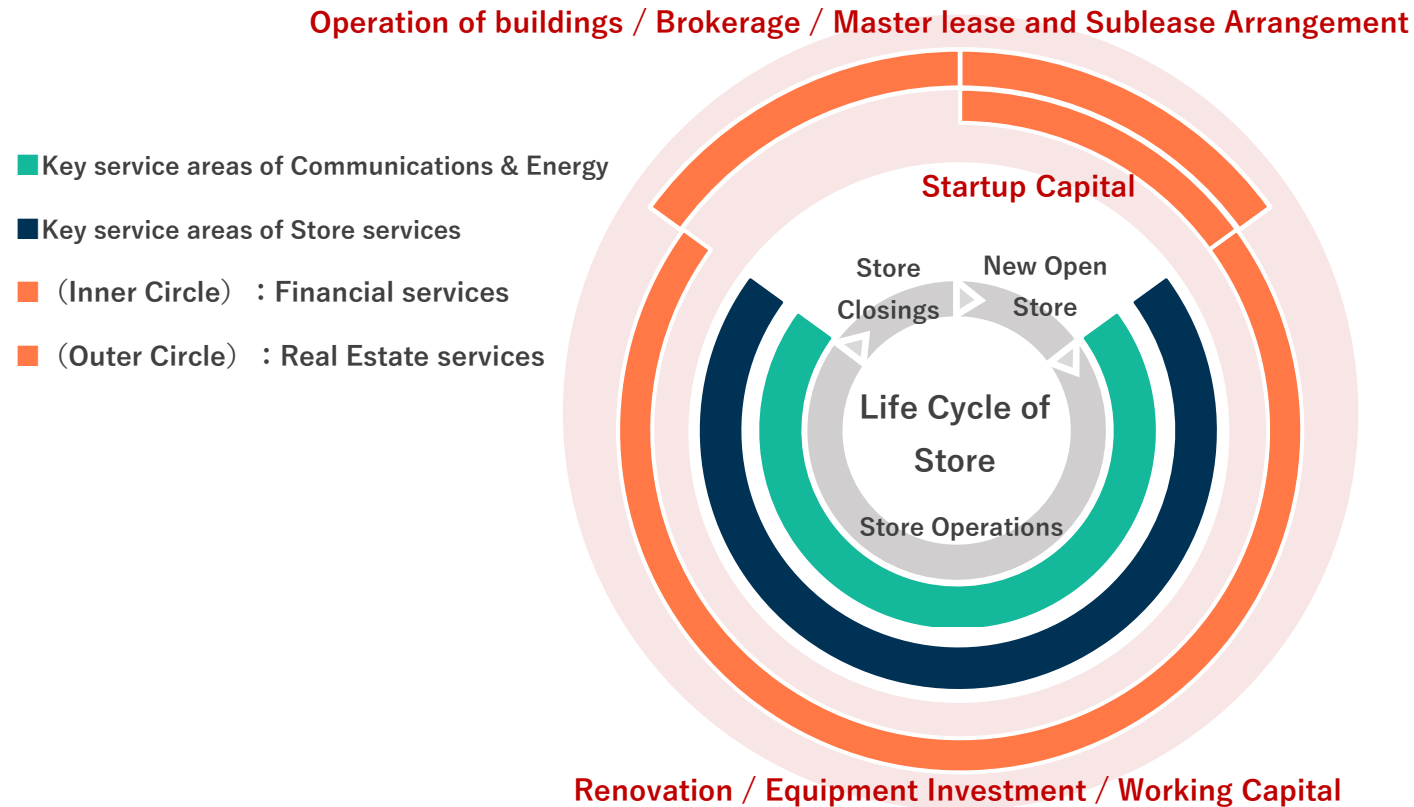 Operation of buildings / Brokerage / Master lease and Sublease Arrangement
Key service areas of Communications & Energy
Key service areas of Store services
（Inner Circle）：Financial services
（Outer Circle）：Real Estate services
Startup Capital
Store
Closings
New Open
Store
Life Cycle of
Store
Store Operations
Renovation / Equipment Investment / Working Capital